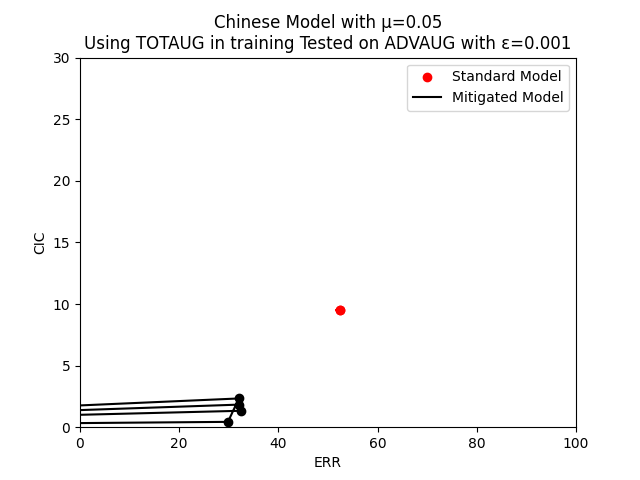 Chinese Model with μ=0.05
Using TOTAUG in training Tested on ADVAUG with ε=0.001
Standard Model
Mitigated Model
30
25
20
15
10
5
0
CIC
0 20 40 60 80 100
ERR